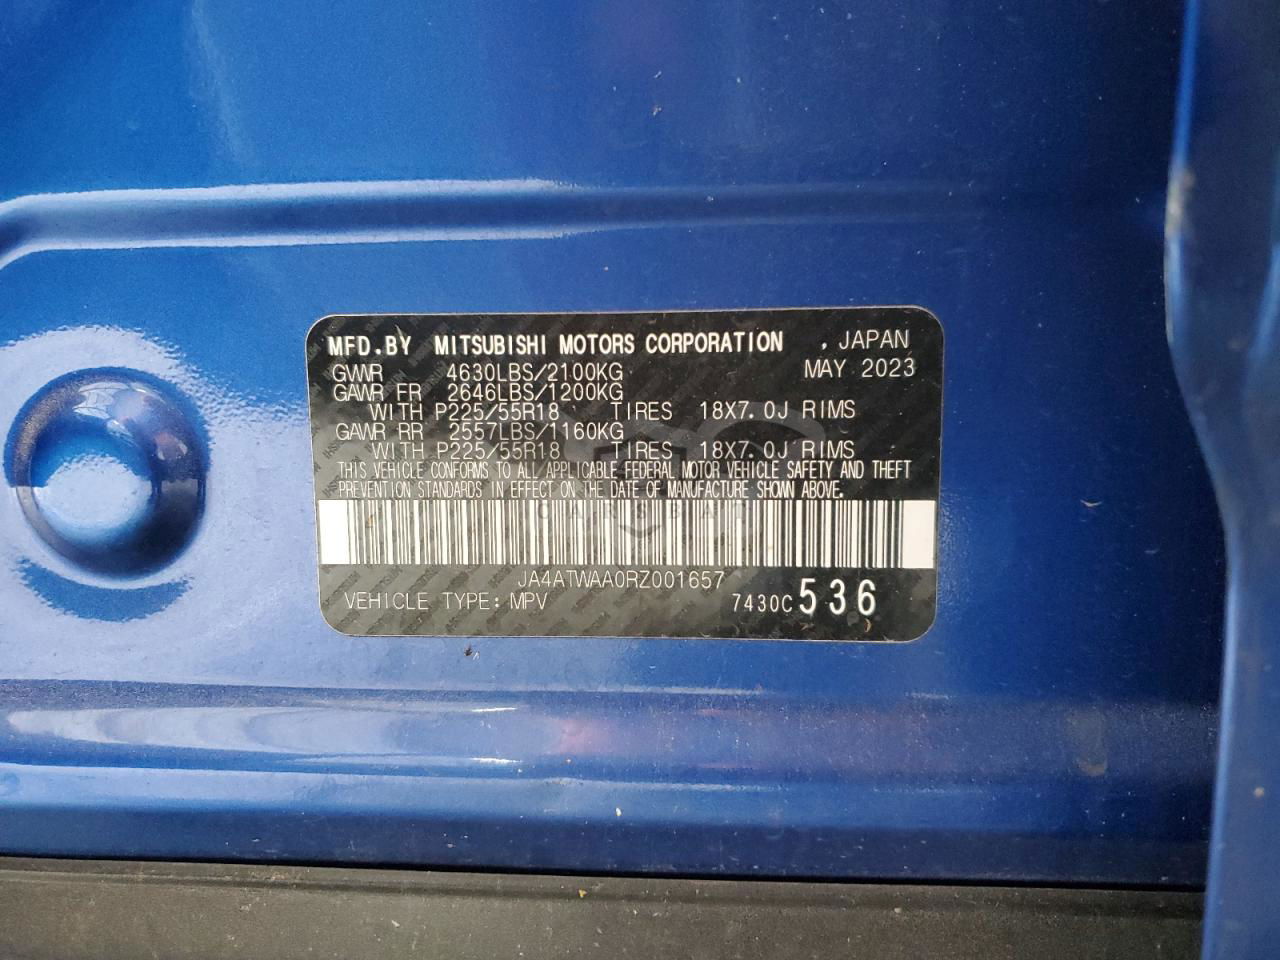 MFD.BY MITSUBISHI MOTORS CORPORATION , JAPAN
GWR 4630LBS/2100KG MAY 2023
GAWR FR 2646LBS/1200KG
WITH P225/55R18 TIRES 18X7.0J RIMS
GAWR RR 2557LBS/1160KG
WITH P225/55R18 TIRES 18X7.0J RIMS
THIS VEHICLE CONFORMS TO ALL APPLICABLE FEDERAL MOTOR VEHICLE SAFETY AND THEFT
PREVENTION STANDARDS IN EFFECT ON THE DATE OF MANUFACTURE SHOWN ABOVE.
JA4ATWAA0RZ001657
VEHICLE TYPE: MPV 7430C 536